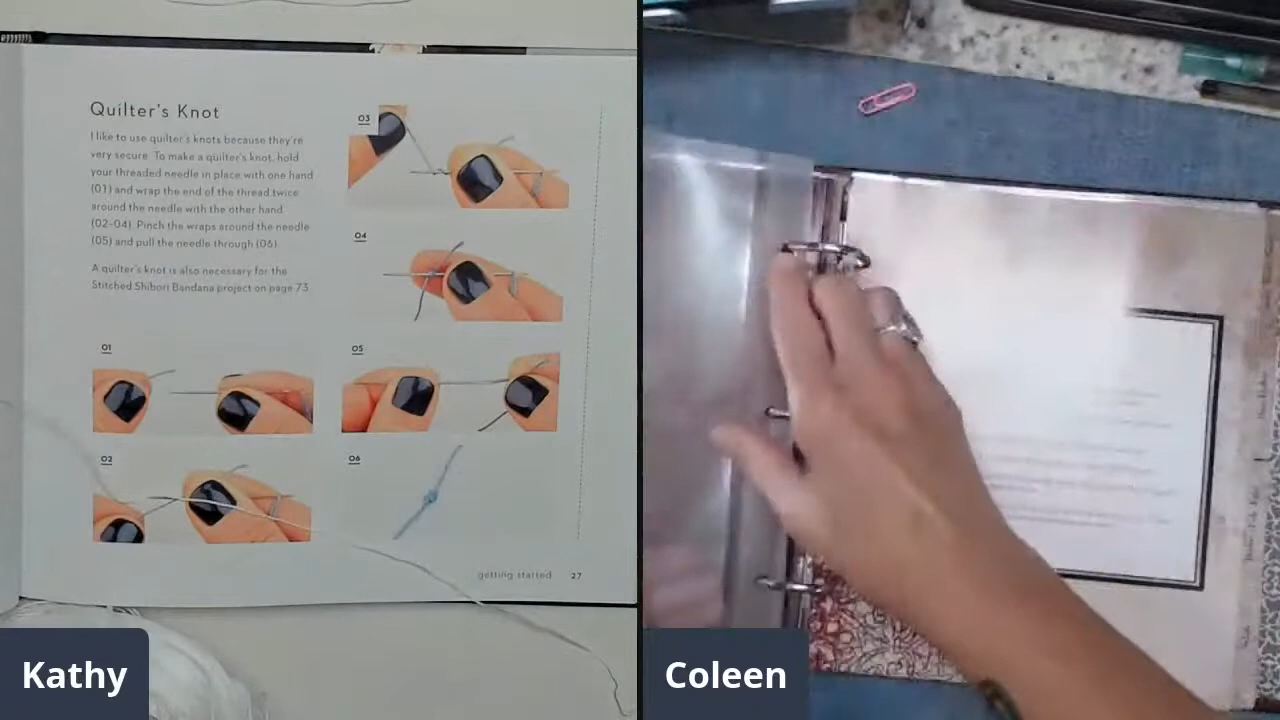 Quilter's Knot
I like to use quilter's knots because they're
very secure. To make a quilter's knot, hold
your threaded needle in place with one hand
(01) and wrap the end of the thread twice
around the needle with the other hand
(02–04). Pinch the wraps around the needle
(05) and pull the needle through (06).
A quilter's knot is also necessary for the
Stitched Shibori Bandana project on page 73.
01
02
03
04
05
06
getting started 27
Kathy
Coleen